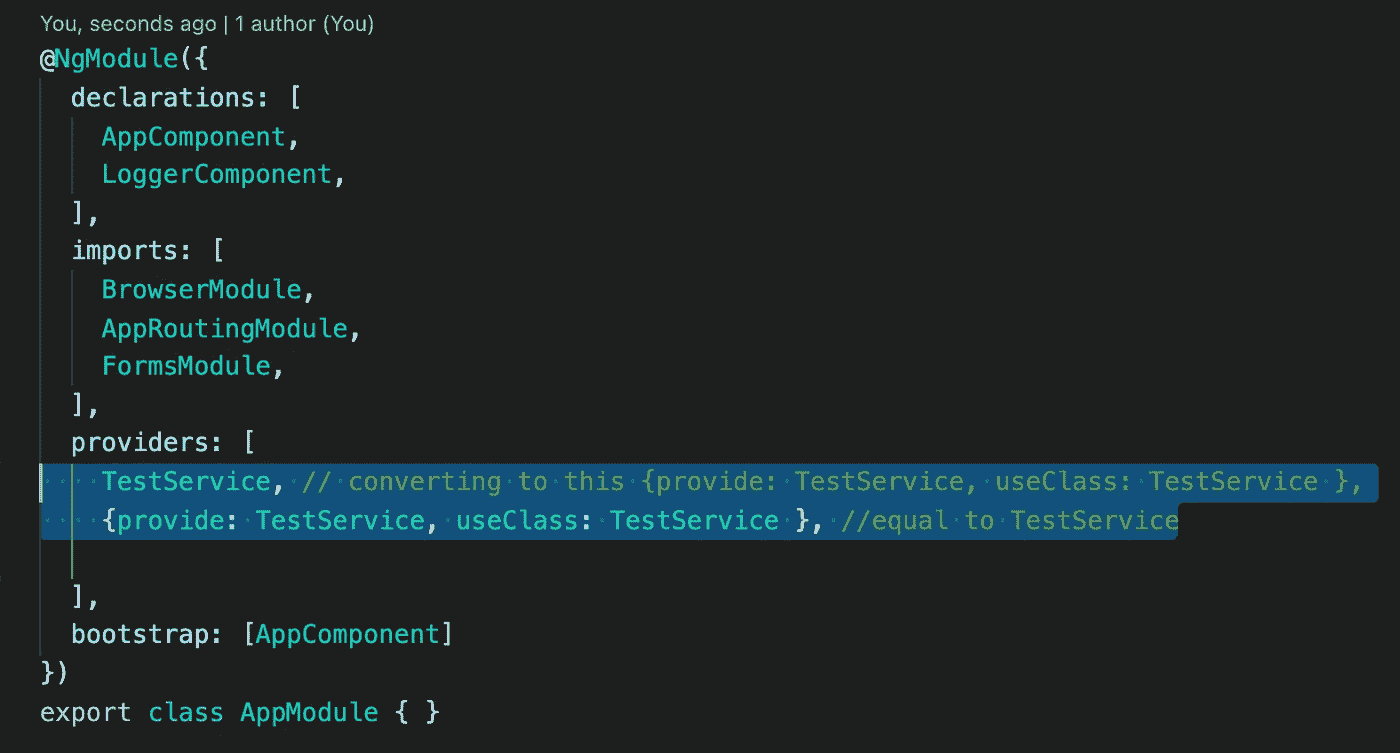 You, seconds ago | 1 author (You)
@NgModule({
declarations: [
AppComponent,
LoggerComponent,
],
imports: [
BrowserModule,
AppRoutingModule,
FormsModule,
],
providers: [
TestService, // converting to this {provide: TestService, useClass: TestService },
{provide: TestService, useClass: TestService }, //equal to TestService
],
bootstrap: [AppComponent]
})
export class AppModule { }